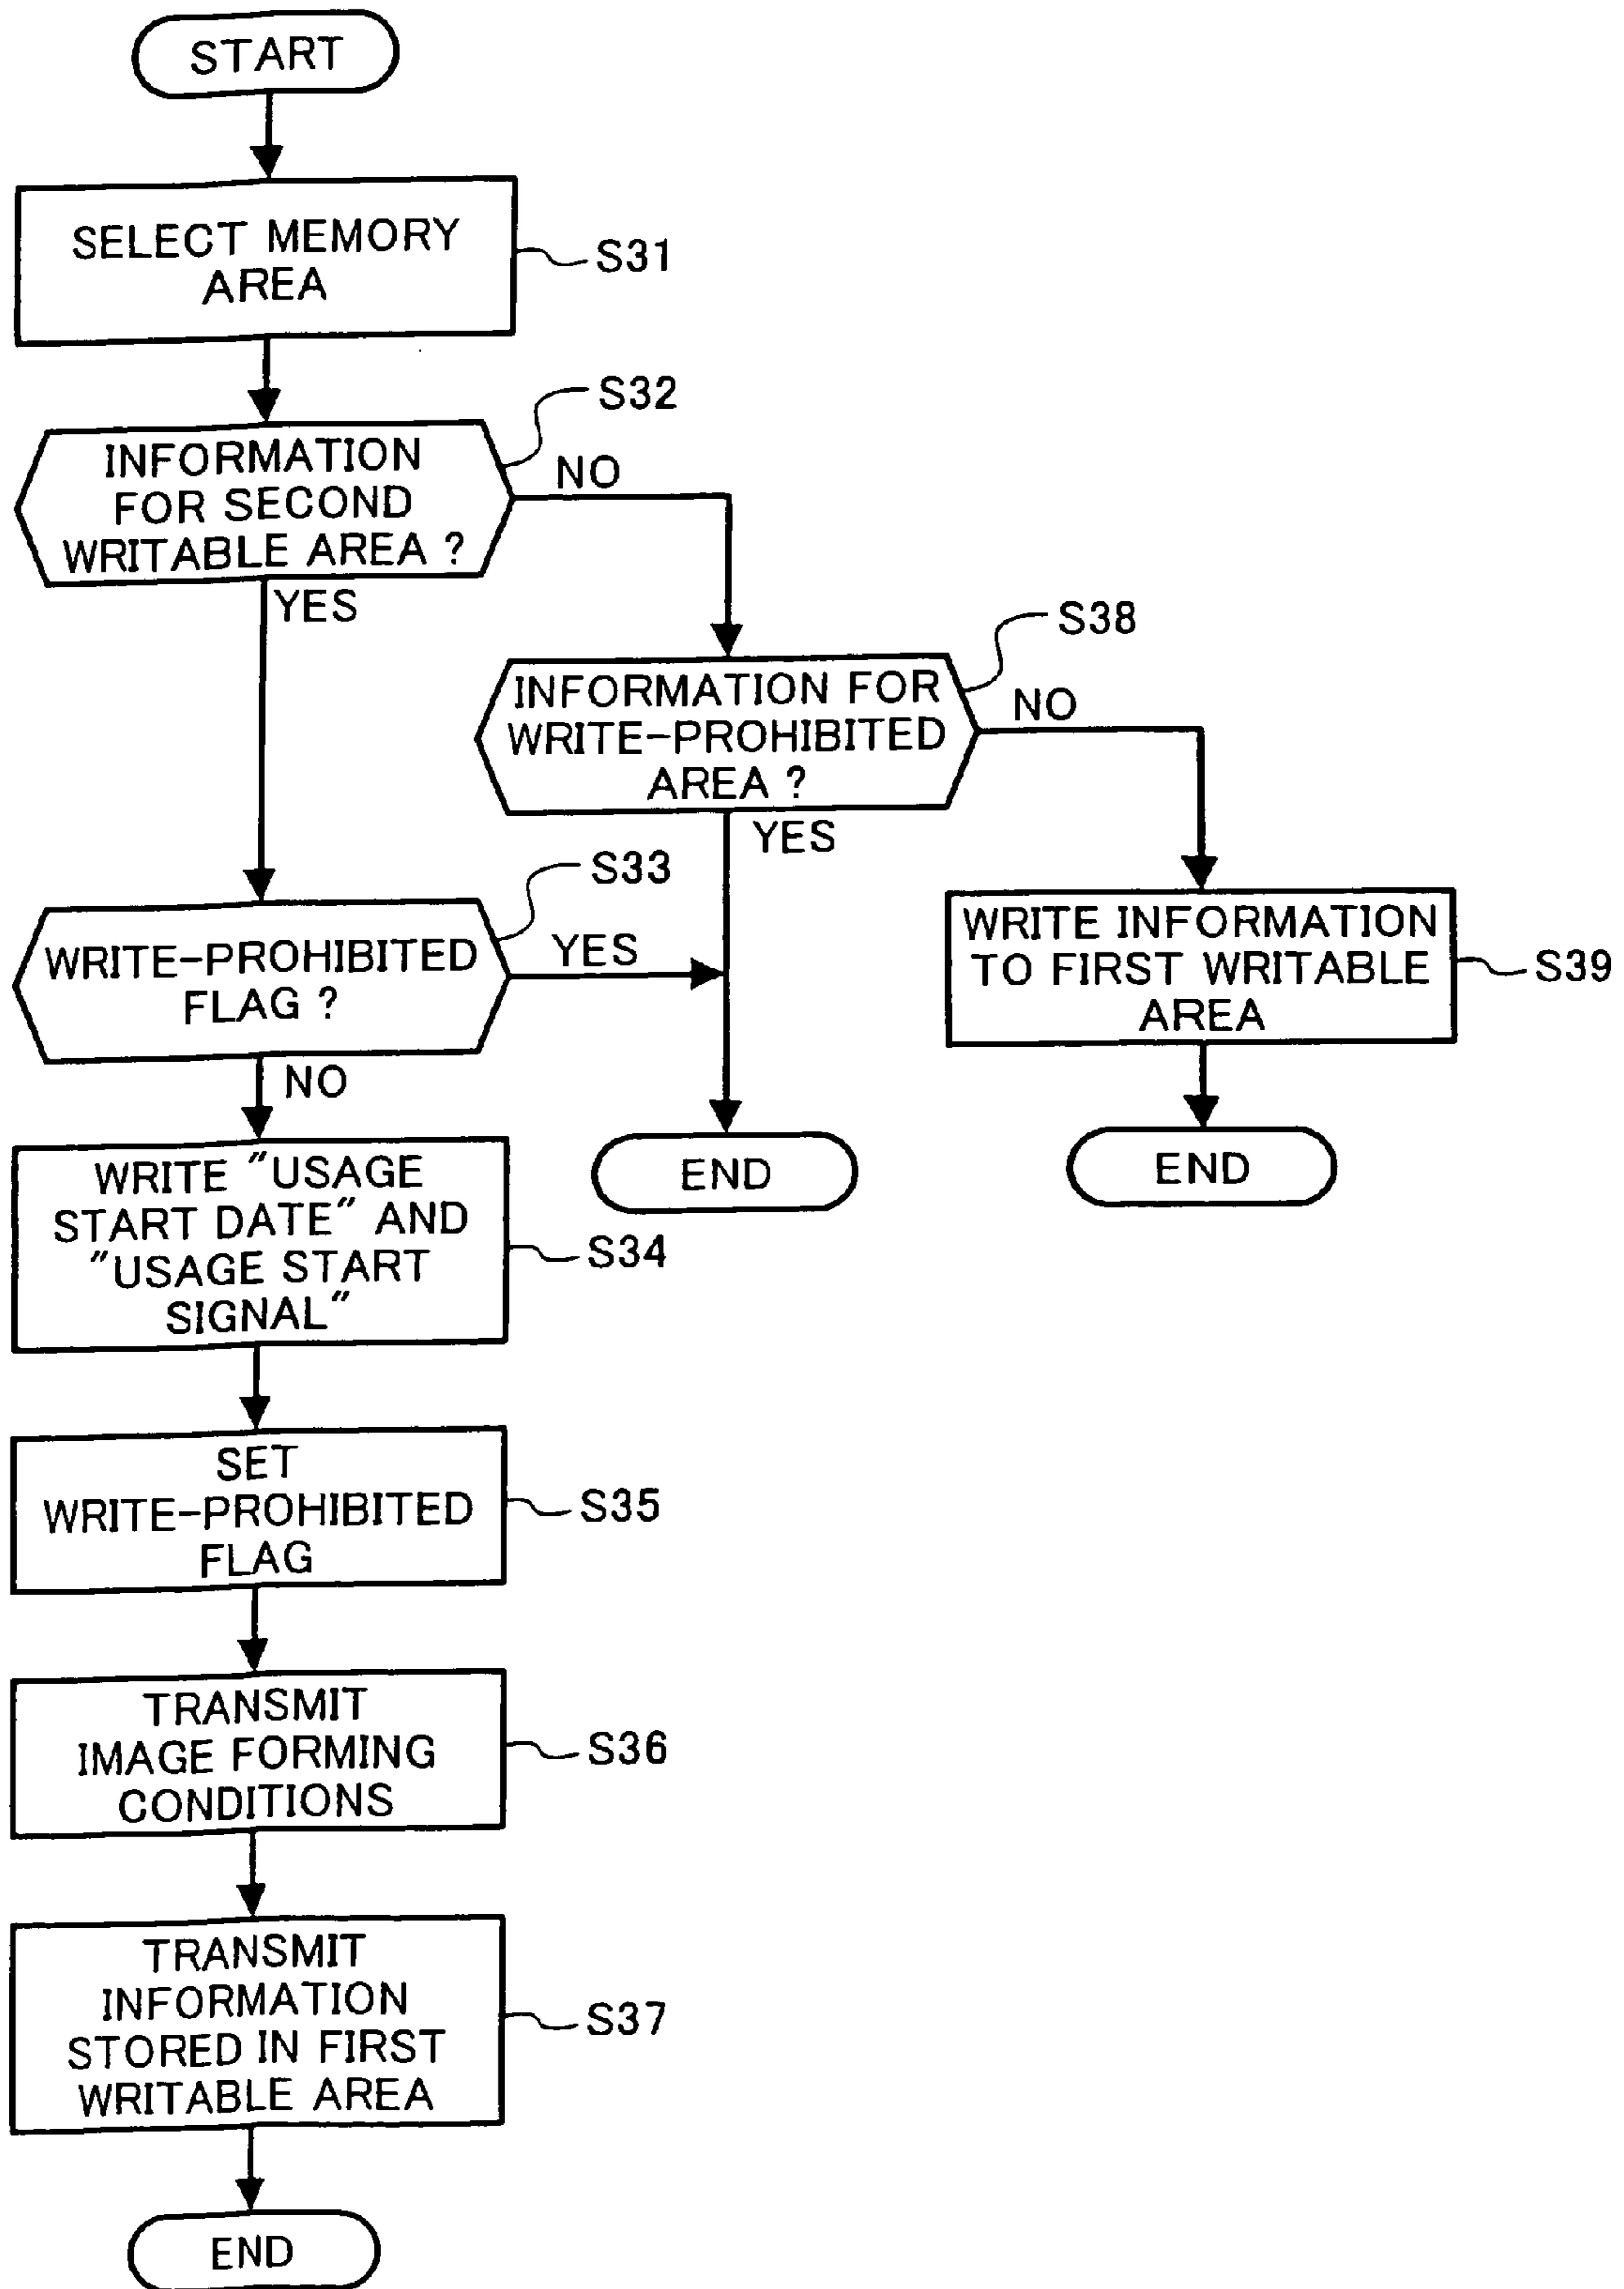 START
SELECT MEMORY
AREA
S31
S32
INFORMATION
FOR SECOND
WRITABLE AREA ?
NO
YES
S38
INFORMATION FOR
WRITE-PROHIBITED
AREA ?
NO
YES
S33
WRITE-PROHIBITED
FLAG ?
YES
NO
WRITE INFORMATION
TO FIRST WRITABLE
AREA
S39
END
END
WRITE "USAGE
START DATE" AND
"USAGE START
SIGNAL"
S34
SET
WRITE-PROHIBITED
FLAG
S35
TRANSMIT
IMAGE FORMING
CONDITIONS
S36
TRANSMIT
INFORMATION
STORED IN FIRST
WRITABLE AREA
S37
END